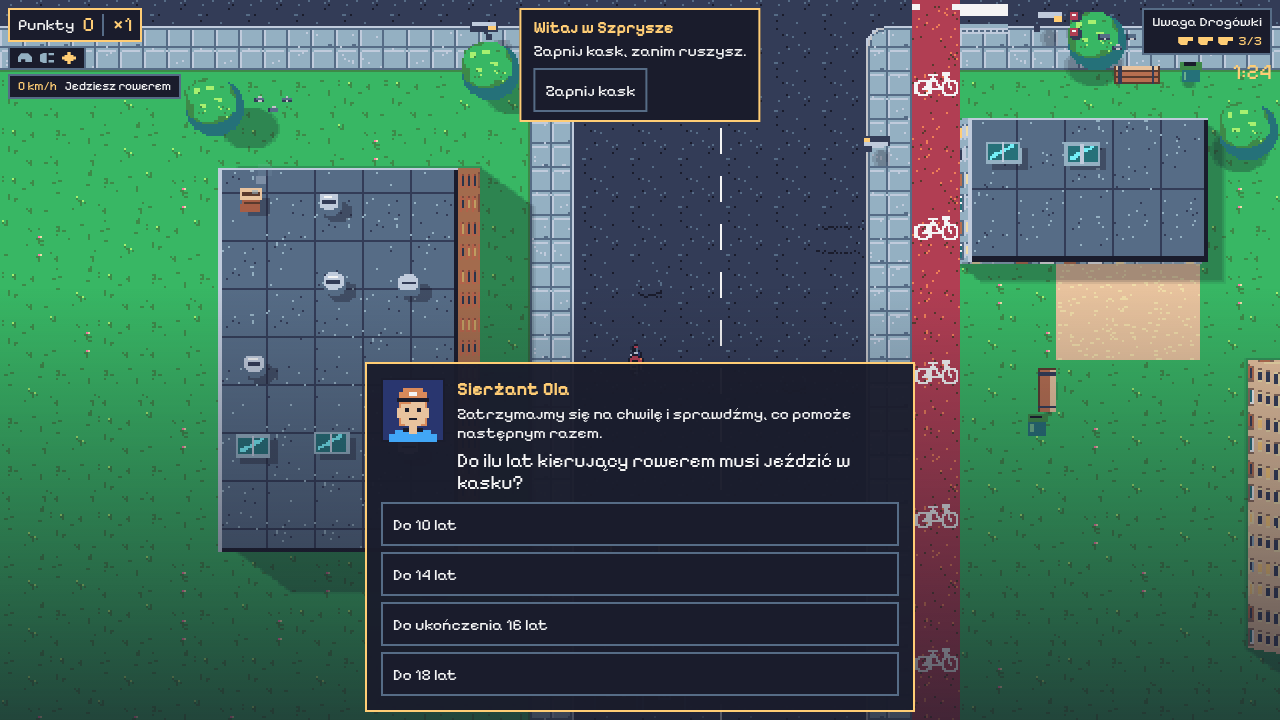 Punkty 0 ×1
0 km/h Jedziesz rowerem
Witaj w Szprysze
Zapnij kask, zanim ruszysz.
Zapnij kask
Uwaga Drogówki
3/3
1:24
Sierżant Ola
Zatrzymajmy się na chwilę i sprawdźmy, co pomoże
następnym razem.
Do ilu lat kierujący rowerem musi jeździć w
kasku?
Do 10 lat
Do 14 lat
Do ukończenia 16 lat
Do 18 lat